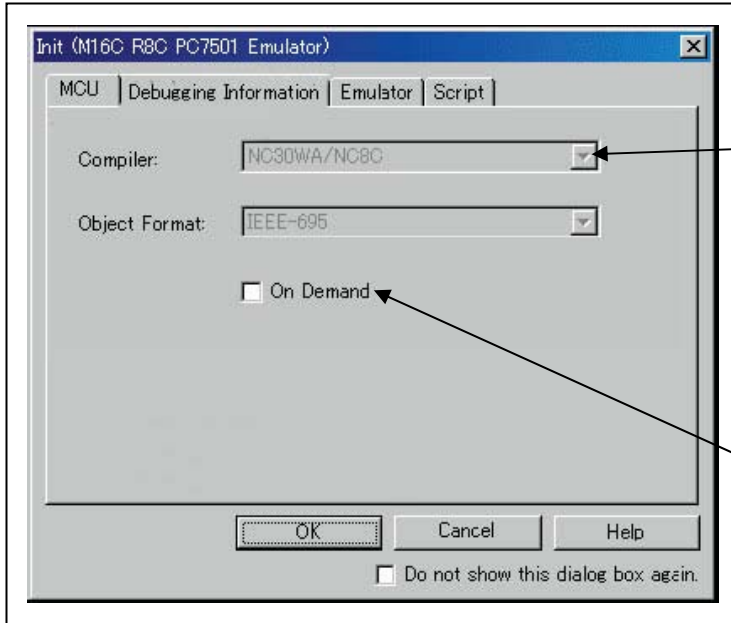 Init (M16C R8C PC7501 Emulator)
MCU Debugging Information Emulator Script
Compiler: NC30WA/NC8C
Object Format: IEEE-695
On Demand
OK Cancel Help
Do not show this dialog box again.